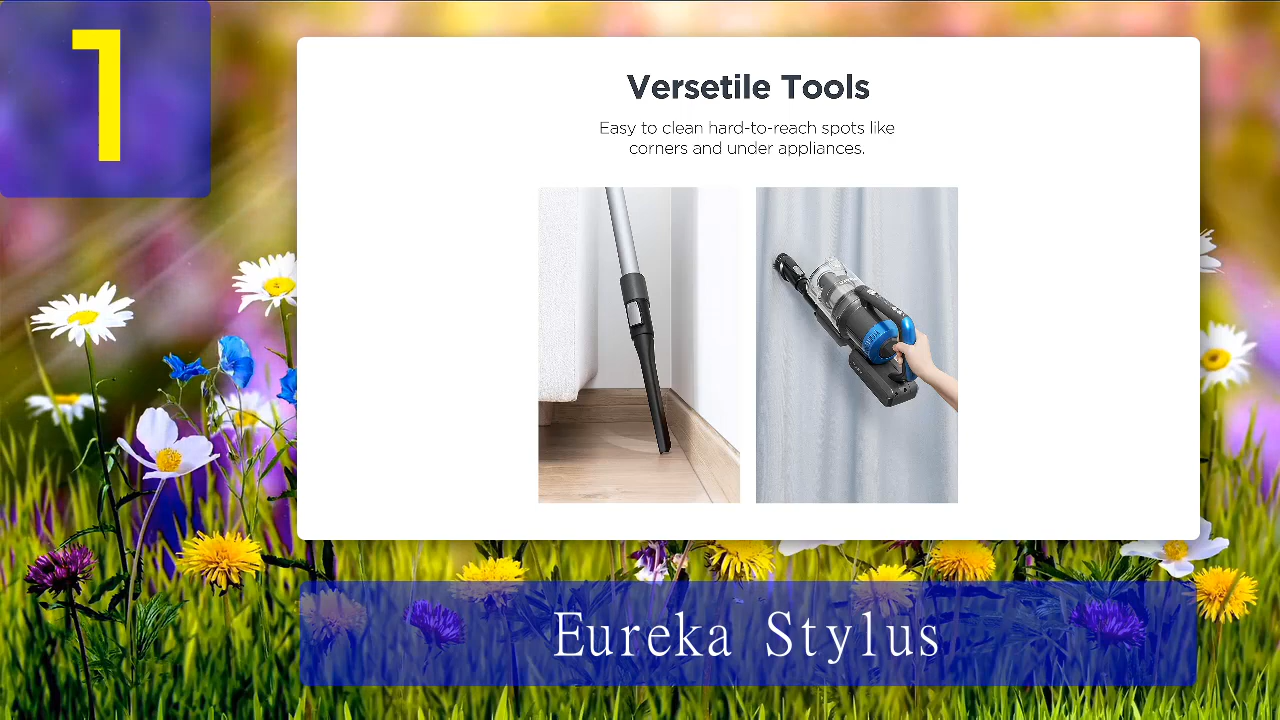 1
Versetile Tools
Easy to clean hard-to-reach spots like
corners and under appliances.
Eureka Stylus